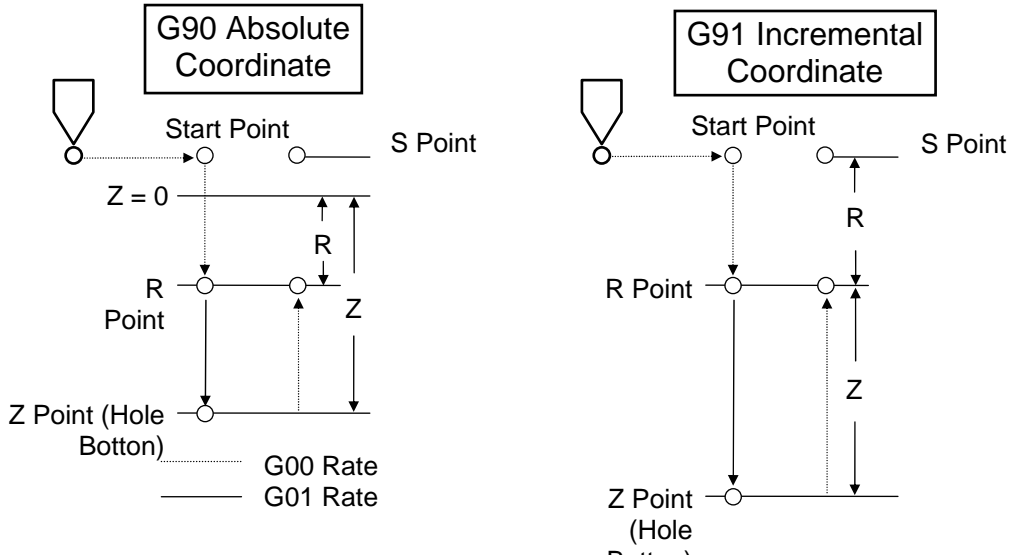 G90 Absolute
Coordinate
Start Point
S Point
Z = 0
R
R
Point
Z
Z Point (Hole
Botton)
G00 Rate
G01 Rate
G91 Incremental
Coordinate
Start Point
S Point
R
R Point
Z
Z Point
(Hole